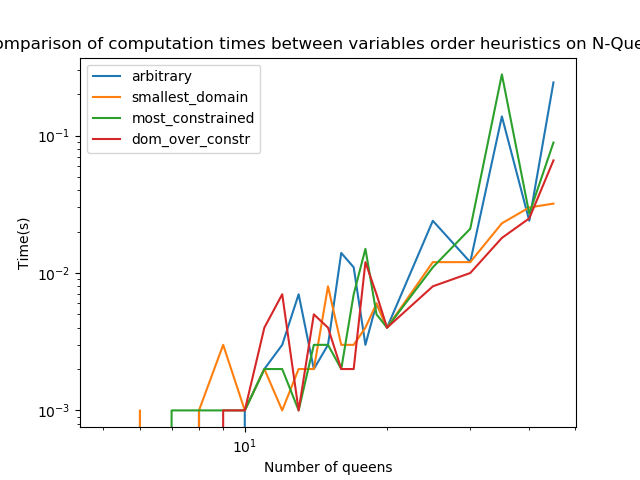 omparison of computation times between variables order heuristics on N-Que
arbitrary
smallest_domain
most_constrained
dom_over_constr
10⁻¹
10⁻²
10⁻³
Time(s)
10¹
Number of queens